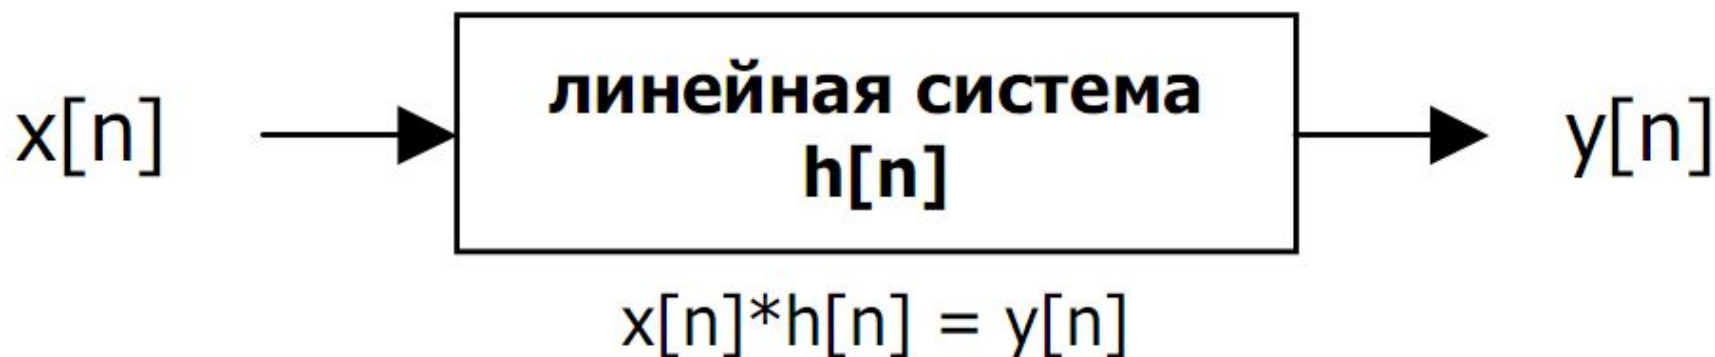 x[n]
линейная система
h[n]
y[n]
x[n]*h[n] = y[n]